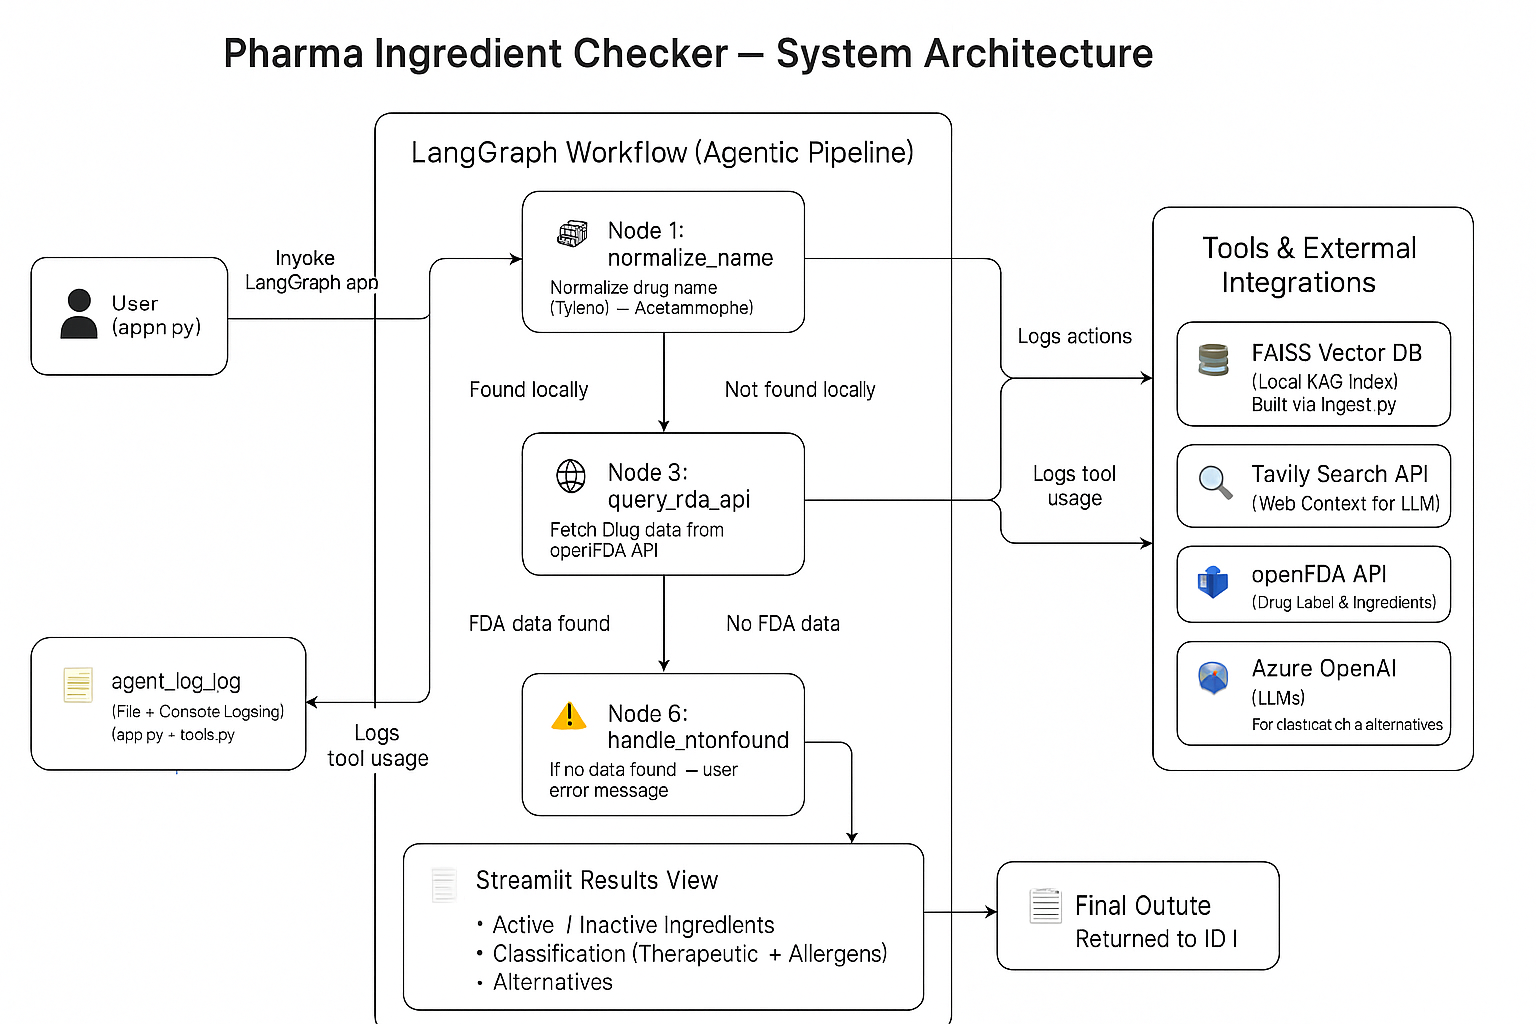 Pharma Ingredient Checker — System Architecture
LangGraph Workflow (Agentic Pipeline)
User
(appn py)
Inyoke
LangGraph app
Node 1:
normalize_name
Normalize drug name
(Tyleno) — Acetammophe)
Found locally
Not found locally
Node 3:
query_rda_api
Fetch Dlug data from
operiFDA API
FDA data found
No FDA data
Node 6:
handle_ntonfound
If no data found — user
error message
Streamiit Results View
• Active / Inactive Ingredlents
• Classification (Therapeutic + Allergens)
• Alternatives
agent_log_log
(File + Consote Logsing)
(app py + tools.py
Logs
tool usage
Logs actions
Logs tool
usage
Tools & Extermal
Integrations
FAISS Vector DB
(Local KAG Index)
Built via Ingest.py
Tavily Search API
(Web Context for LLM)
openFDA API
(Drug Label & Ingredients)
Azure OpenAI
(LLMs)
For clasticat ch a alternatives
Final Outute
Returned to ID I